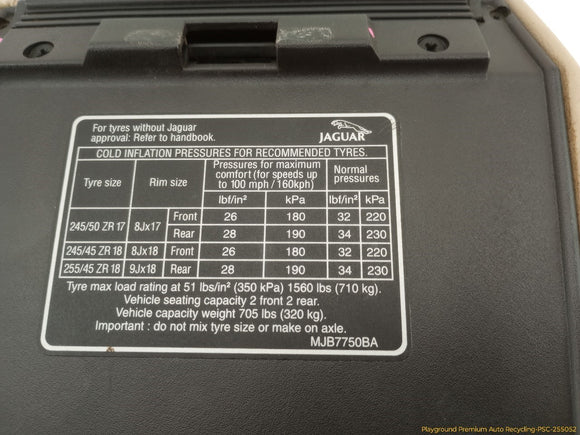 For tyres without Jaguar
approval: Refer to handbook.
JAGUAR
COLD INFLATION PRESSURES FOR RECOMMENDED TYRES.
Tyre size Rim size Pressures for maximum comfort (for speeds up to 100 mph / 160kph) Normal pressures
lbf/in² kPa lbf/in² kPa
245/50 ZR 17 8Jx17 Front 26 180 32 220
Rear 28 190 34 230
245/45 ZR 18 8Jx18 Front 26 180 32 220
255/45 ZR 18 9Jx18 Rear 28 190 34 230
Tyre max load rating at 51 lbs/in² (350 kPa) 1560 lbs (710 kg).
Vehicle seating capacity 2 front 2 rear.
Vehicle capacity weight 705 lbs (320 kg).
Important : do not mix tyre size or make on axle.
MJB7750BA
Playground Premium Auto Recycling-PSC-255052